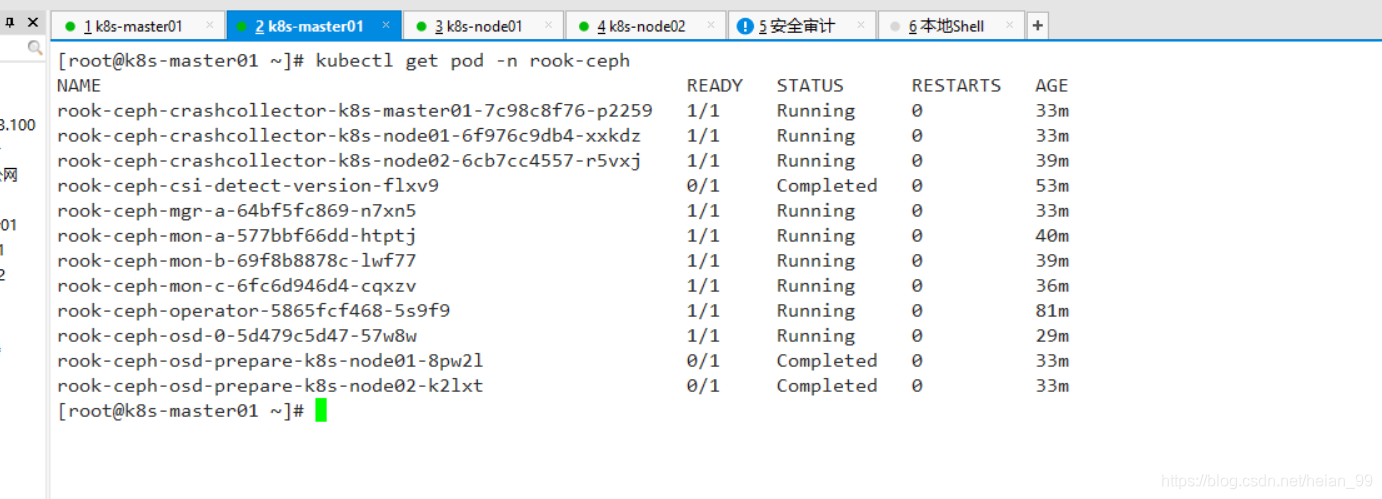 1 k8s-master01 × 2 k8s-master01 × 3 k8s-node01 × 4 k8s-node02 × 5 安全审计 × 6 本地Shell × +
[root@k8s-master01 ~]# kubectl get pod -n rook-ceph
NAME READY STATUS RESTARTS AGE
rook-ceph-crashcollector-k8s-master01-7c98c8f76-p2259 1/1 Running 0 33m
rook-ceph-crashcollector-k8s-node01-6f976c9db4-xxkdz 1/1 Running 0 33m
rook-ceph-crashcollector-k8s-node02-6cb7cc4557-r5vxj 1/1 Running 0 39m
rook-ceph-csi-detect-version-flxv9 0/1 Completed 0 53m
rook-ceph-mgr-a-64bf5fc869-n7xn5 1/1 Running 0 33m
rook-ceph-mon-a-577bbf66dd-htptj 1/1 Running 0 40m
rook-ceph-mon-b-69f8b8878c-lwf77 1/1 Running 0 39m
rook-ceph-mon-c-6fc6d946d4-cqxzv 1/1 Running 0 36m
rook-ceph-operator-5865fcf468-5s9f9 1/1 Running 0 81m
rook-ceph-osd-0-5d479c5d47-57w8w 1/1 Running 0 29m
rook-ceph-osd-prepare-k8s-node01-8pw2l 0/1 Completed 0 33m
rook-ceph-osd-prepare-k8s-node02-k2lxt 0/1 Completed 0 33m
[root@k8s-master01 ~]#
3.100
网
01
1
2
https://blog.csdn.net/heian_99